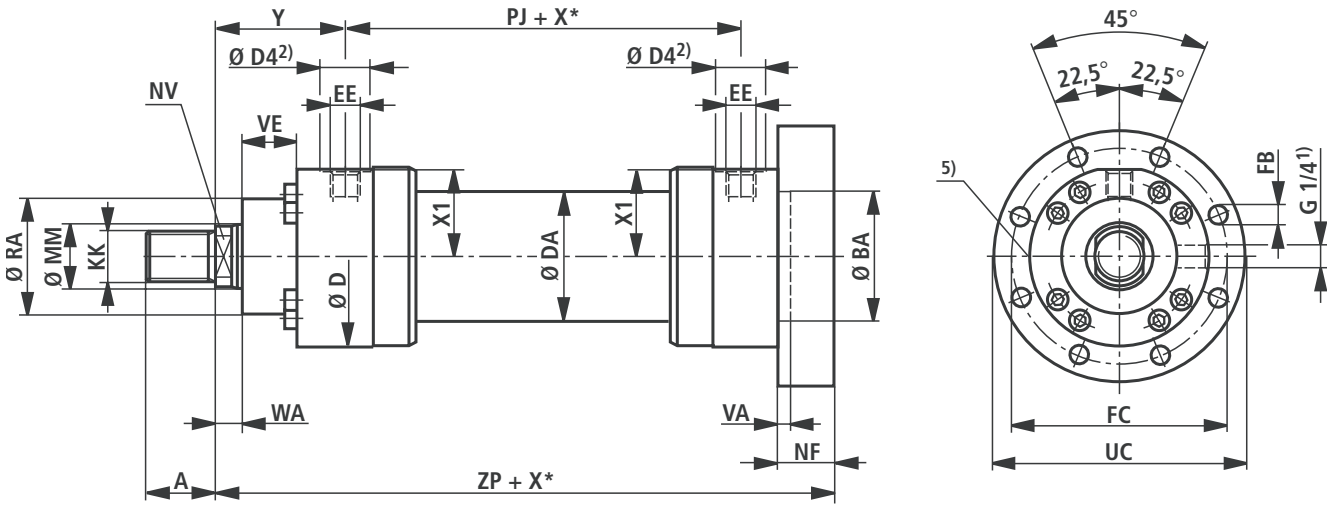 Y
PJ + X*
45°
Ø D4²⁾
Ø D4²⁾
22,5°
22,5°
NV
EE
EE
VE
FB
5)
G 1/4¹⁾
X1
X1
Ø RA
Ø MM
KK
Ø D
Ø DA
Ø BA
WA
VA
FC
NF
UC
A
ZP + X*